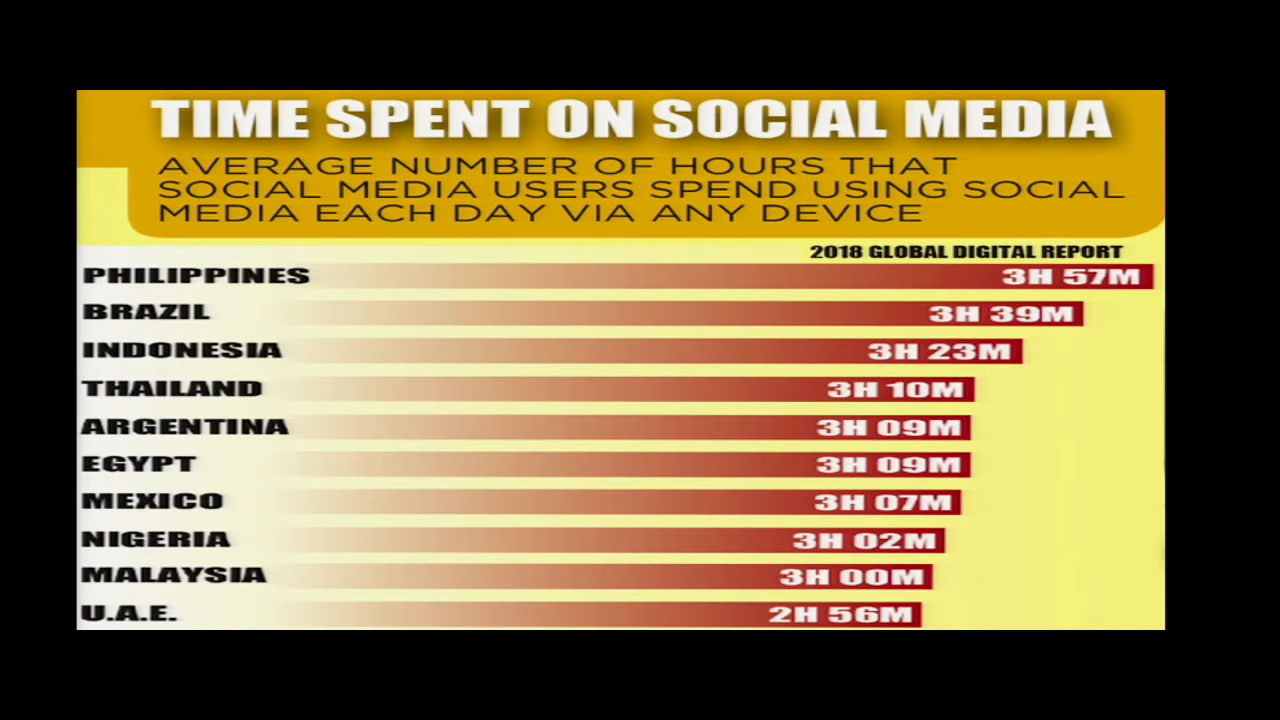 TIME SPENT ON SOCIAL MEDIA
AVERAGE NUMBER OF HOURS THAT
SOCIAL MEDIA USERS SPEND USING SOCIAL
MEDIA EACH DAY VIA ANY DEVICE
2018 GLOBAL DIGITAL REPORT
PHILIPPINES 3H 57M
BRAZIL 3H 39M
INDONESIA 3H 23M
THAILAND 3H 10M
ARGENTINA 3H 09M
EGYPT 3H 09M
MEXICO 3H 07M
NIGERIA 3H 02M
MALAYSIA 3H 00M
U.A.E. 2H 56M